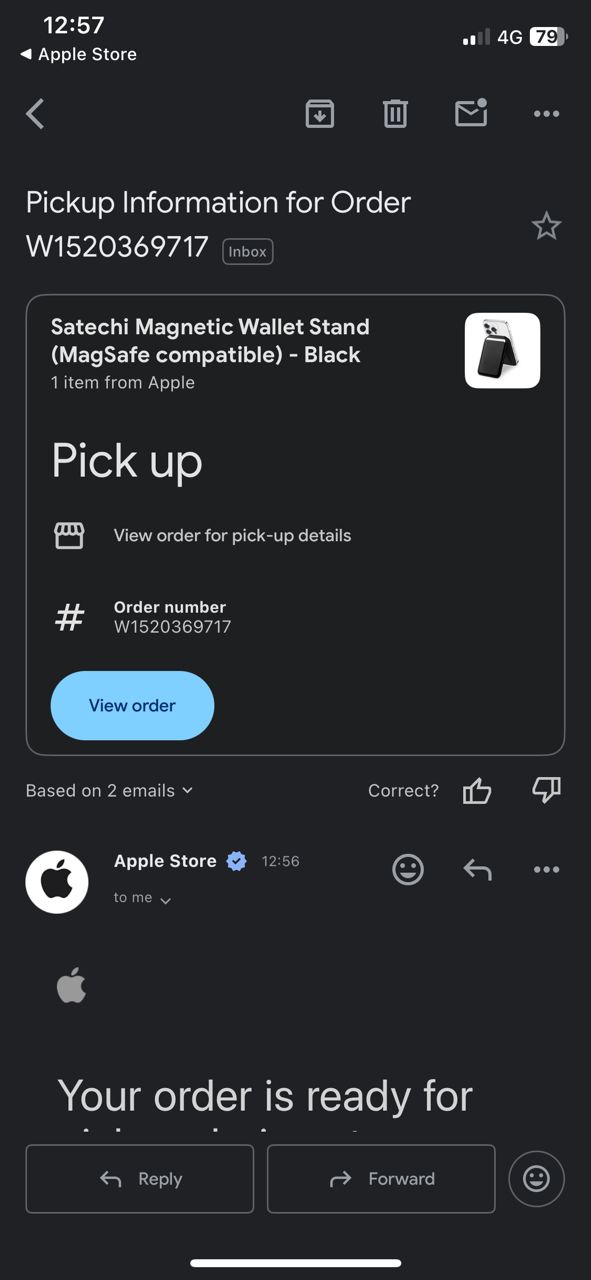 12:57
4G 79
◀ Apple Store
Pickup Information for Order
W1520369717 Inbox
Satechi Magnetic Wallet Stand
(MagSafe compatible) - Black
1 item from Apple
Pick up
View order for pick-up details
# Order number
W1520369717
View order
Based on 2 emails
Correct?
Apple Store 12:56
to me
Your order is ready for
Reply
Forward